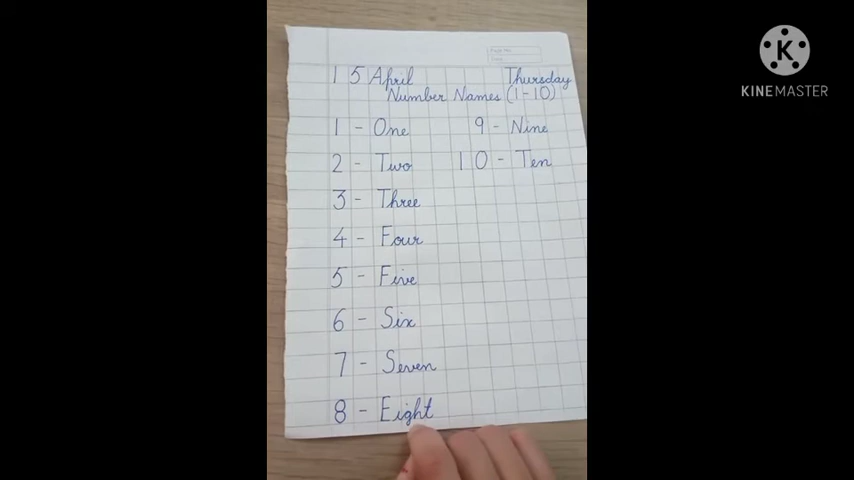 15 April Thursday
Number Names (1-10)
1 - One
2 - Two
3 - Three
4 - Four
5 - Five
6 - Six
7 - Seven
8 - Eight
9 - Nine
10 - Ten
KINEMASTER